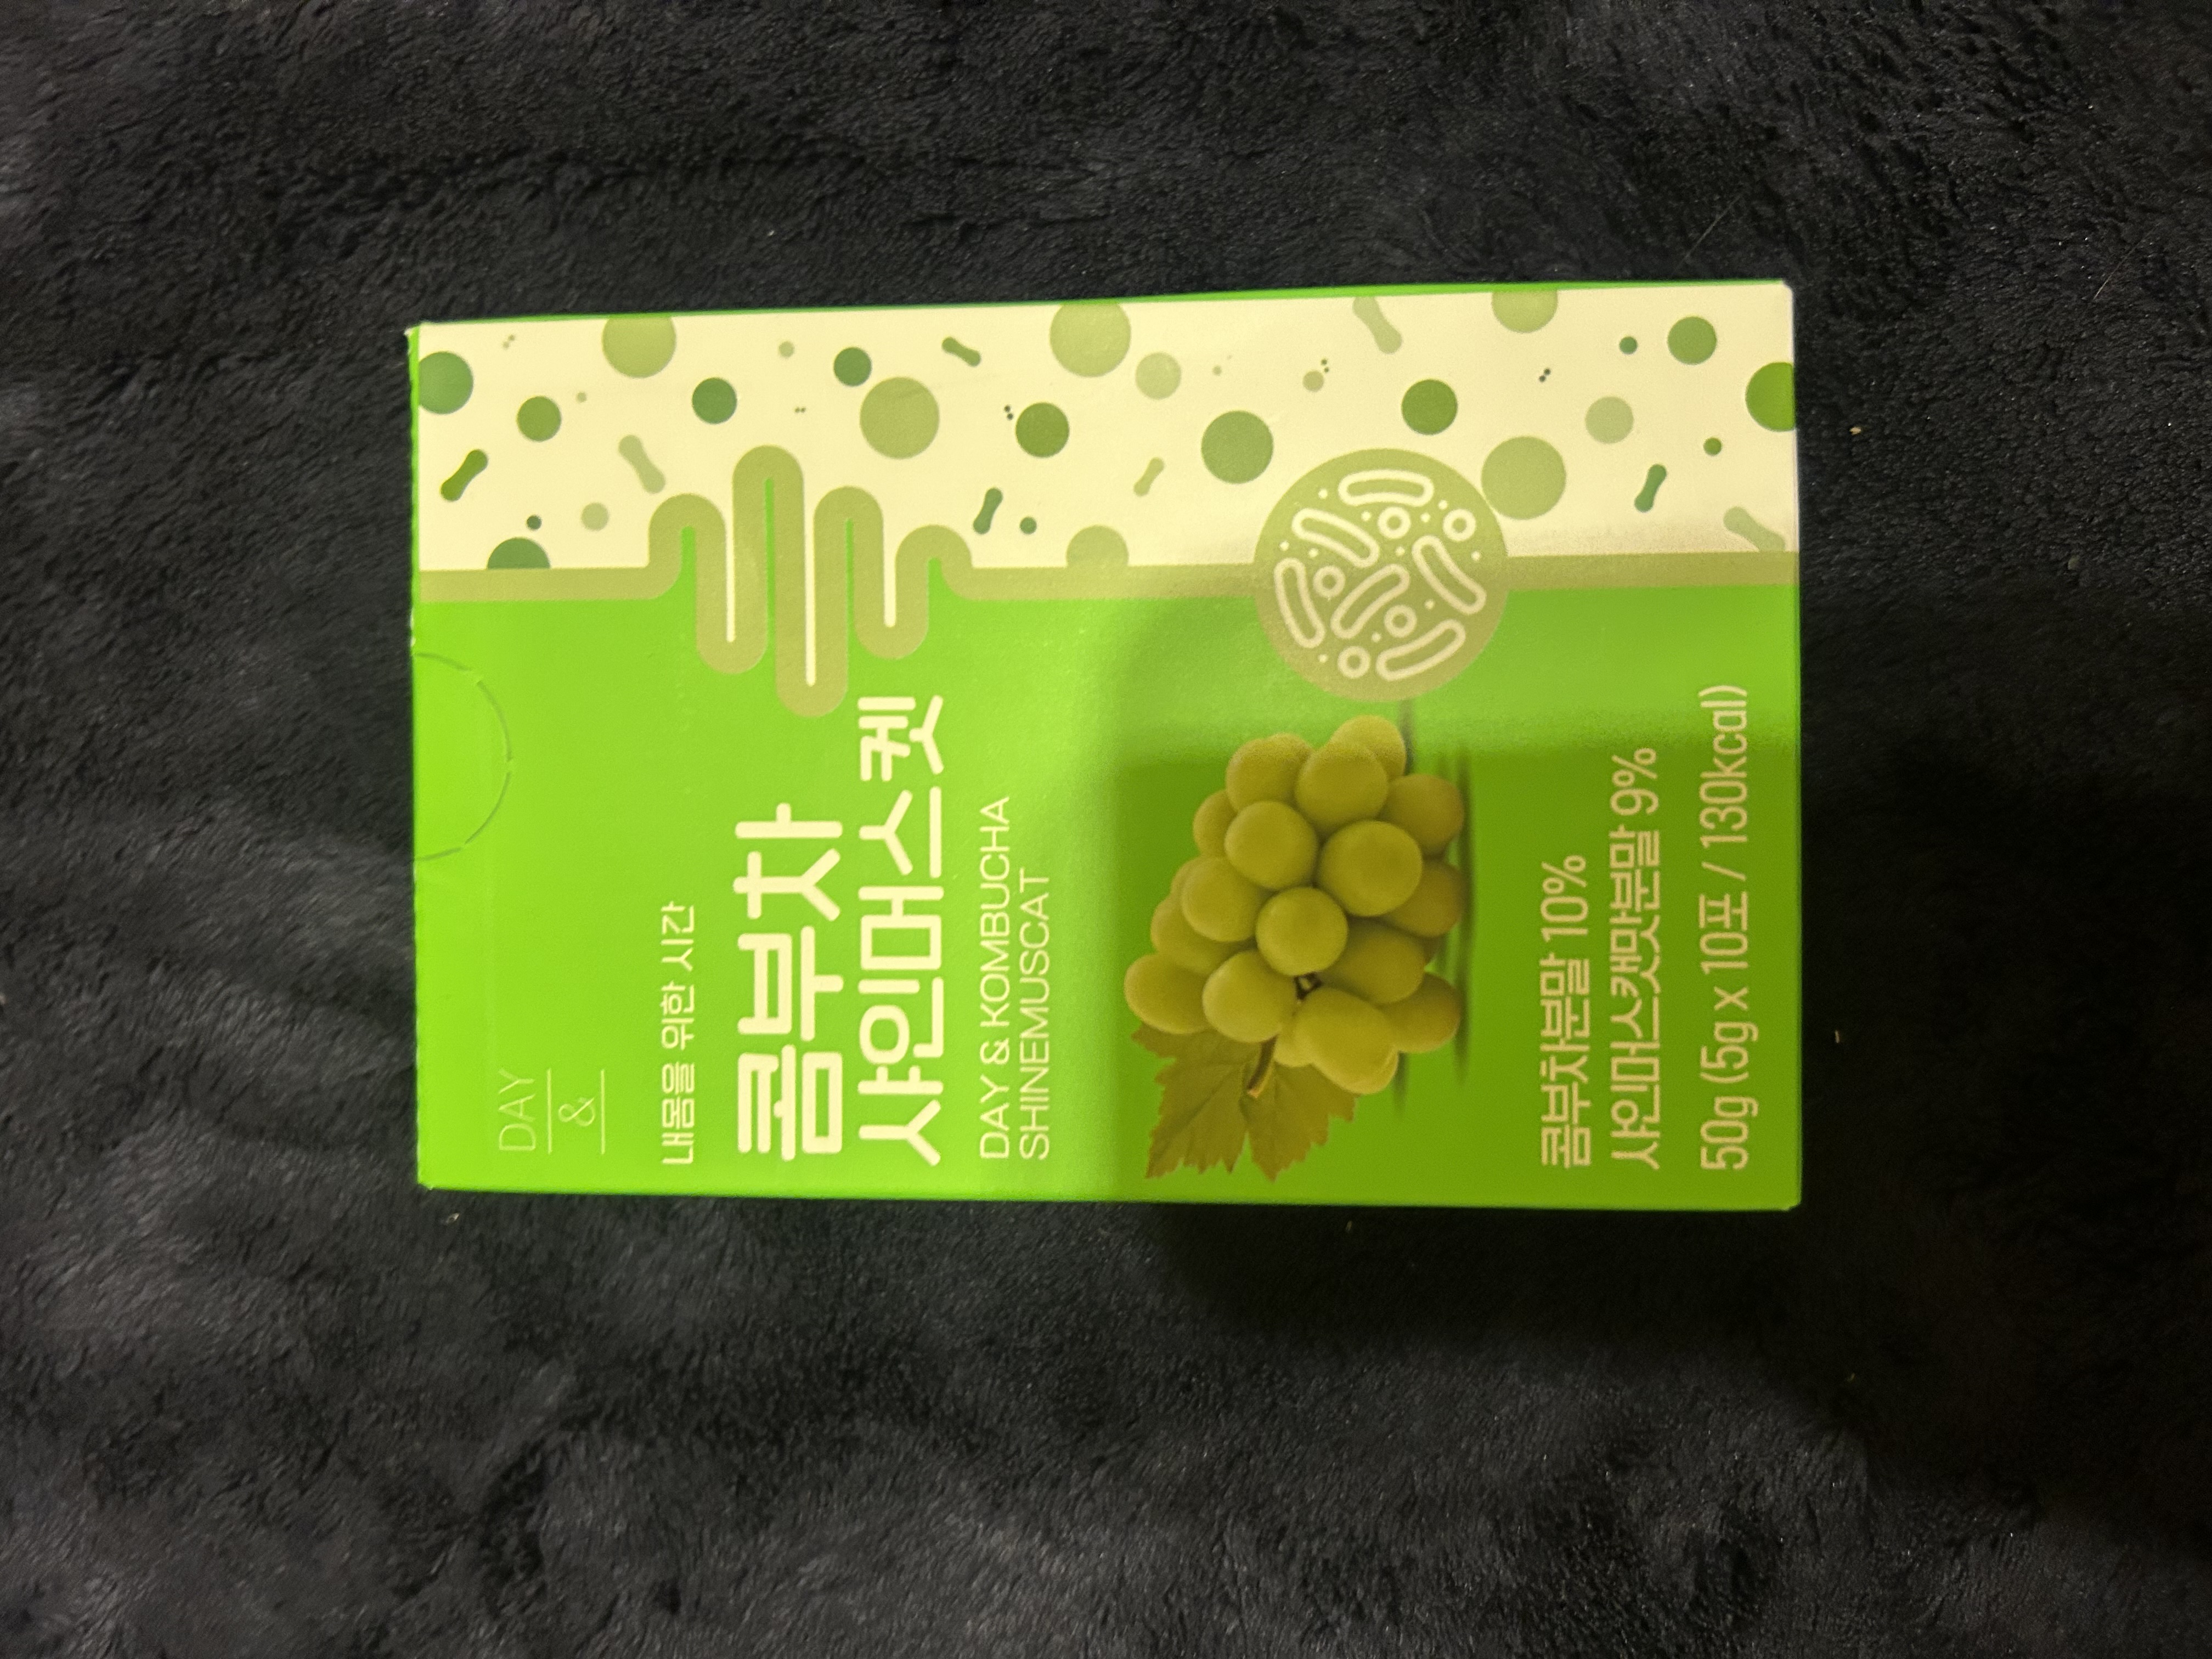 DAY
&
내몸을 위한 시간
콤부차
샤인머스켓
DAY & KOMBUCHA
SHINEMUSCAT
콤부차분말 10%
샤인머스캣맛분말 9%
50g (5g x 10포 / 130kcal)